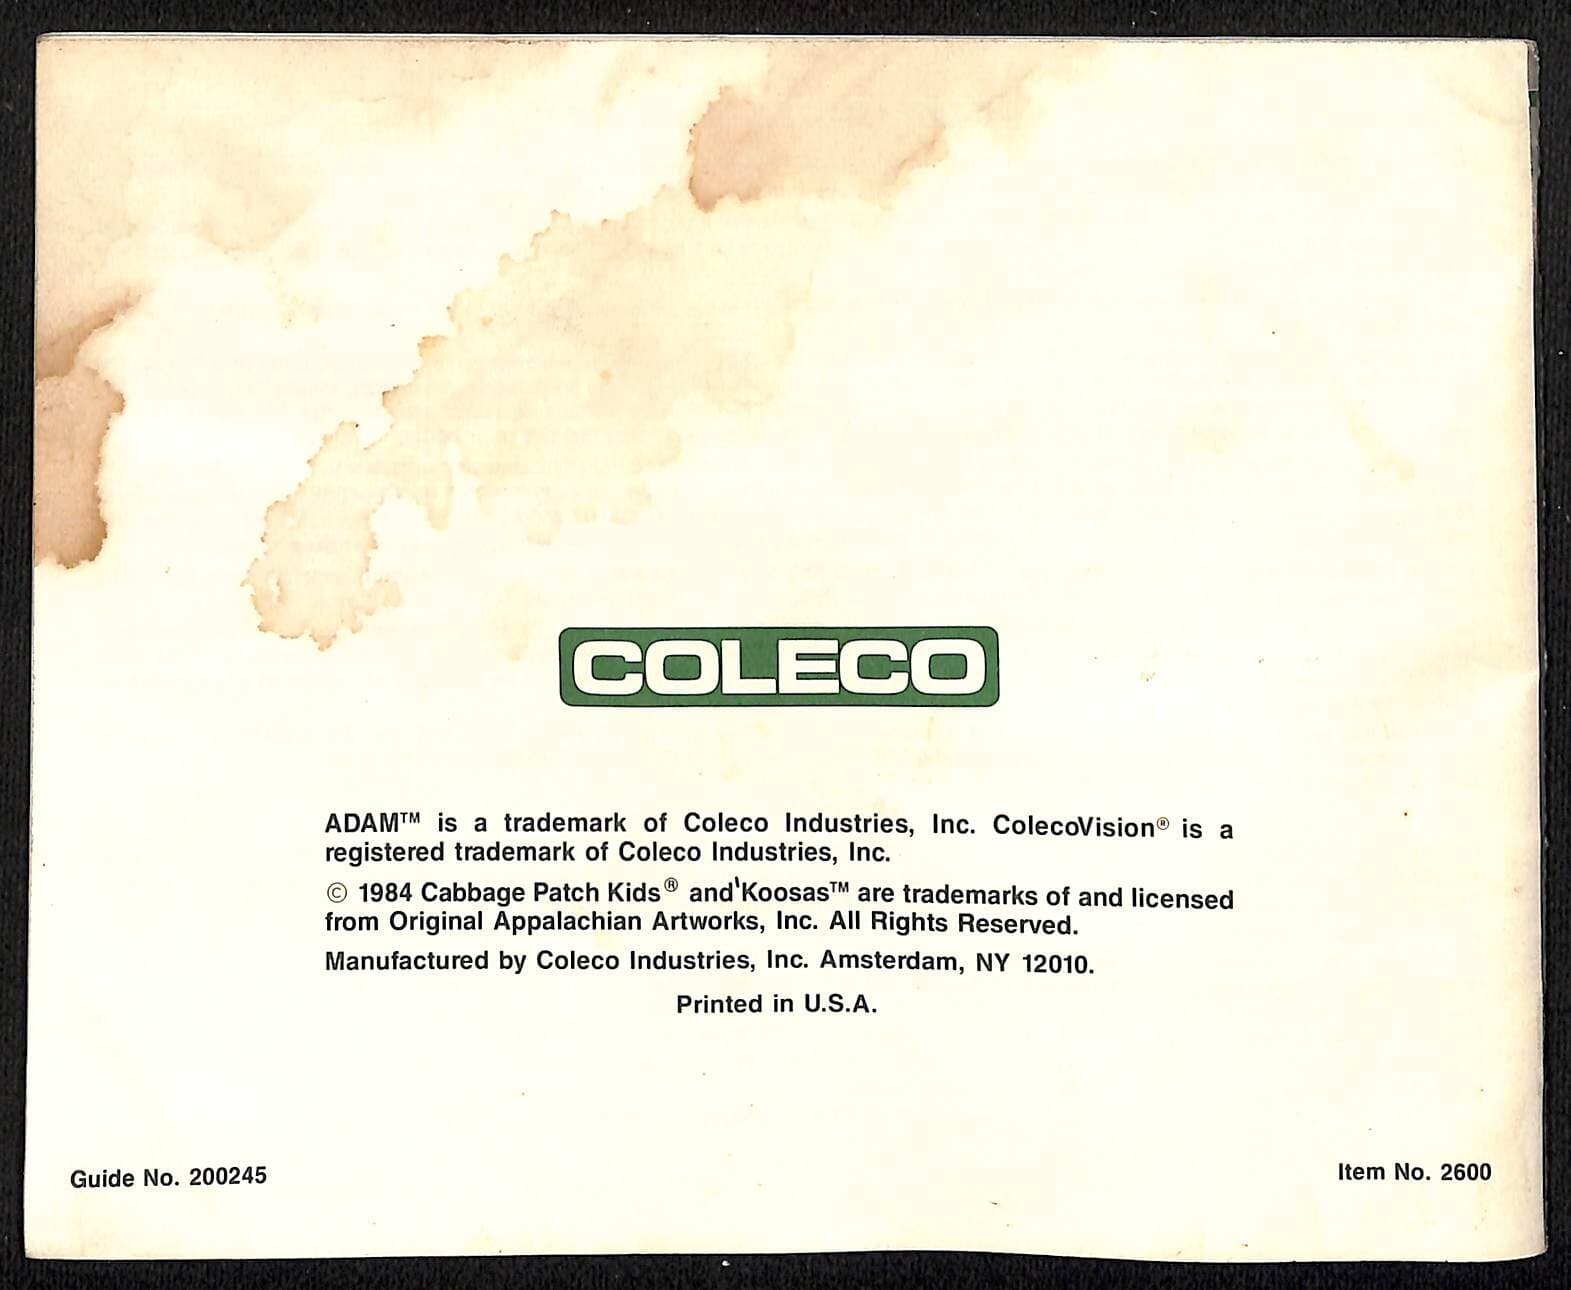 COLECO
ADAM™ is a trademark of Coleco Industries, Inc. ColecoVision® is a
registered trademark of Coleco Industries, Inc.
© 1984 Cabbage Patch Kids® and Koosas™ are trademarks of and licensed
from Original Appalachian Artworks, Inc. All Rights Reserved.
Manufactured by Coleco Industries, Inc. Amsterdam, NY 12010.
Printed in U.S.A.
Guide No. 200245
Item No. 2600